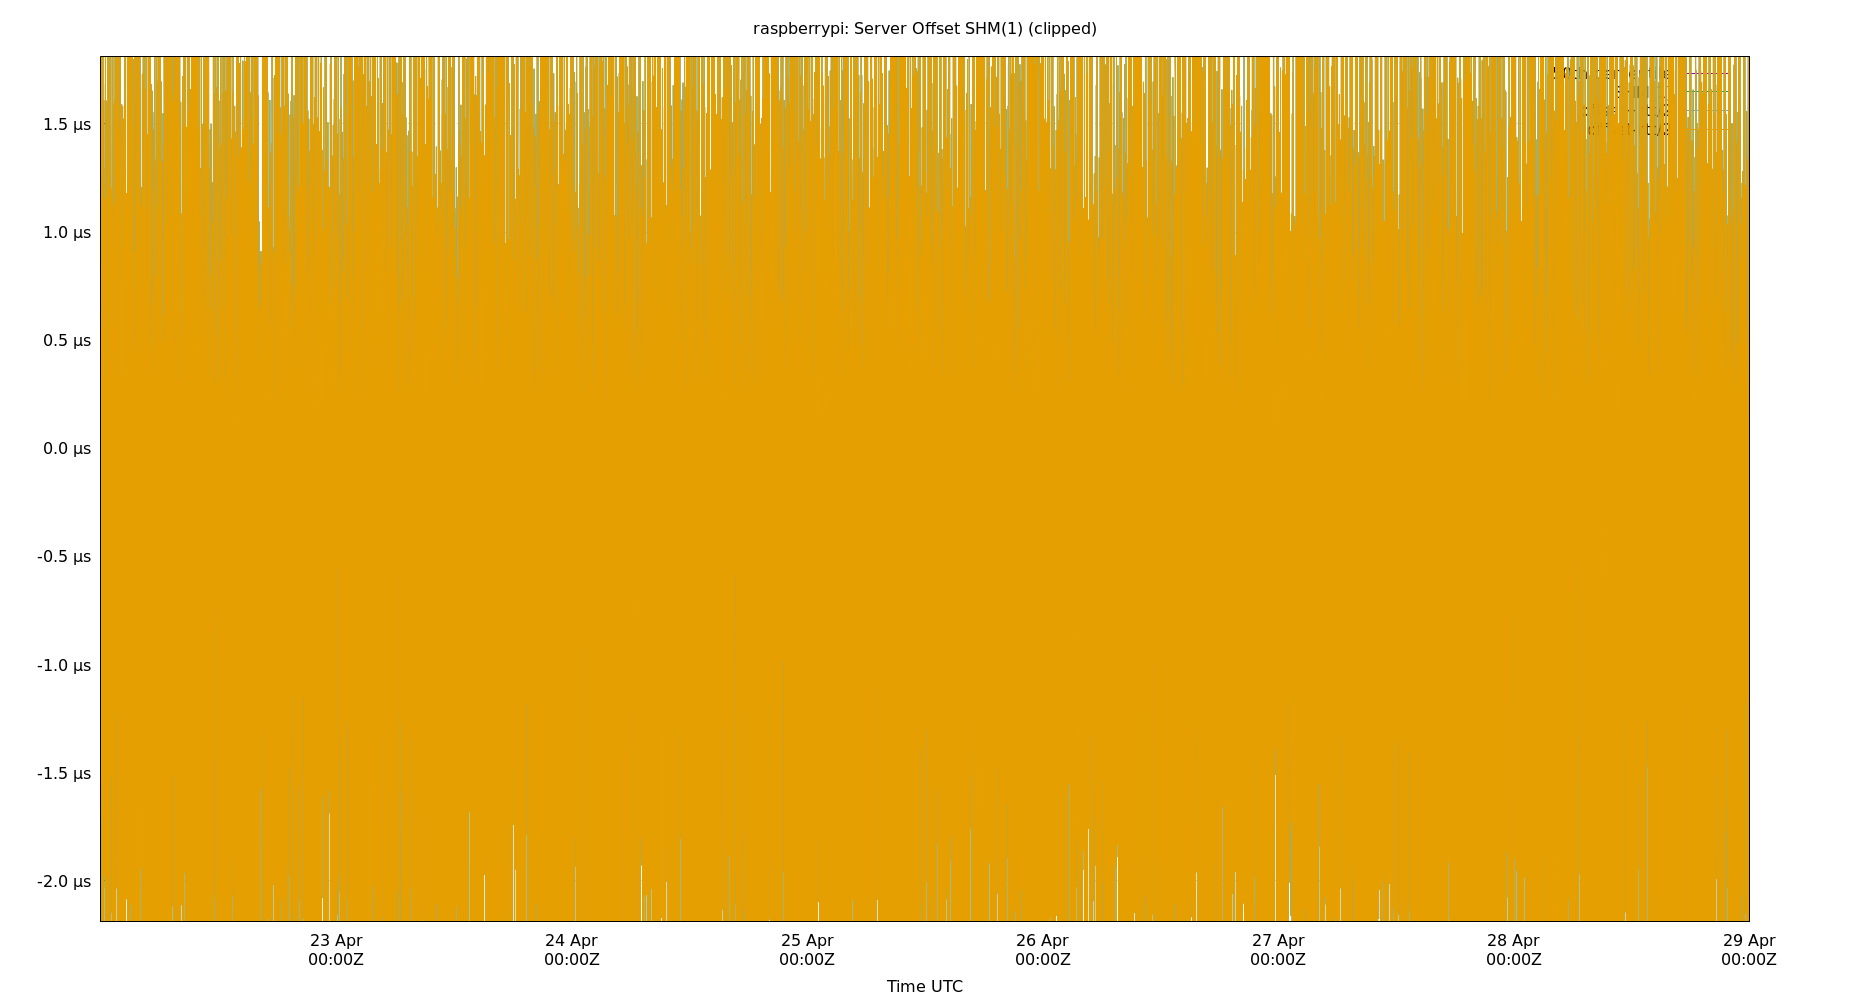 raspberrypi: Server Offset SHM(1) (clipped)
1.5 µs
1.0 µs
0.5 µs
0.0 µs
-0.5 µs
-1.0 µs
-1.5 µs
-2.0 µs
23 Apr 24 Apr 25 Apr 26 Apr 27 Apr 28 Apr 29 Apr
00:00Z 00:00Z 00:00Z 00:00Z 00:00Z 00:00Z 00:00Z
Time UTC